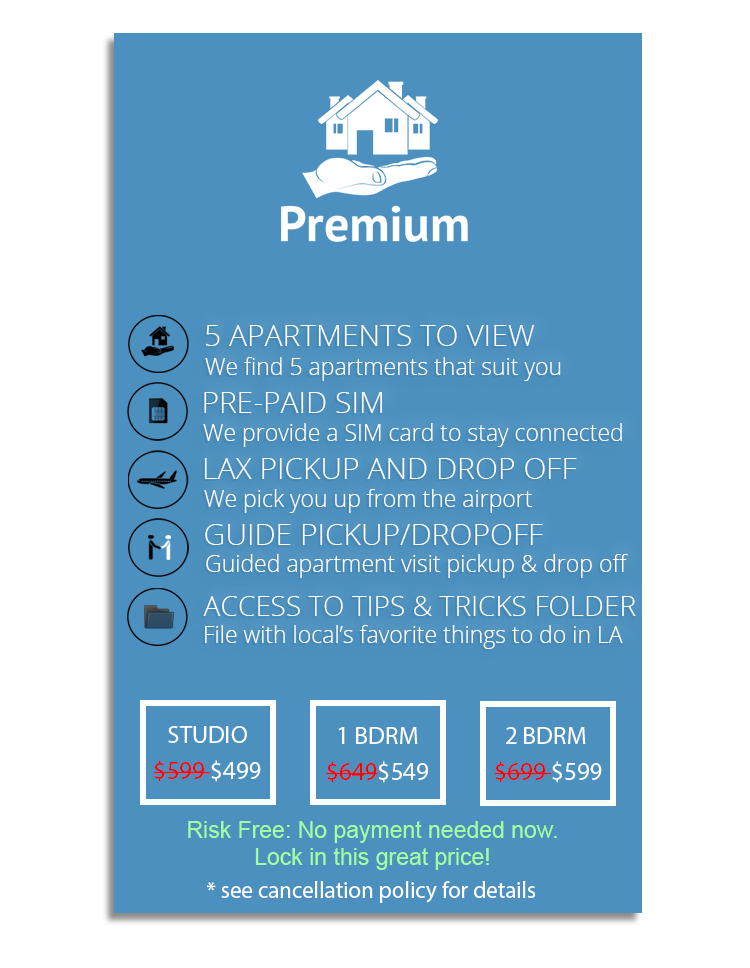 Premium
5 APARTMENTS TO VIEW
We find 5 apartments that suit you
PRE-PAID SIM
We provide a SIM card to stay connected
LAX PICKUP AND DROP OFF
We pick you up from the airport
GUIDE PICKUP/DROPOFF
Guided apartment visit pickup & drop off
ACCESS TO TIPS & TRICKS FOLDER
File with local's favorite things to do in LA
STUDIO
$599 $499
1 BDRM
$649 $549
2 BDRM
$699 $599
Risk Free: No payment needed now.
Lock in this great price!
* see cancellation policy for details